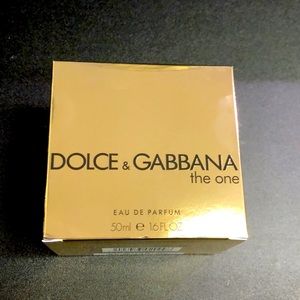 DOLCE & GABBANA
the one
EAU DE PARFUM
50ml e 1.6FL.OZ